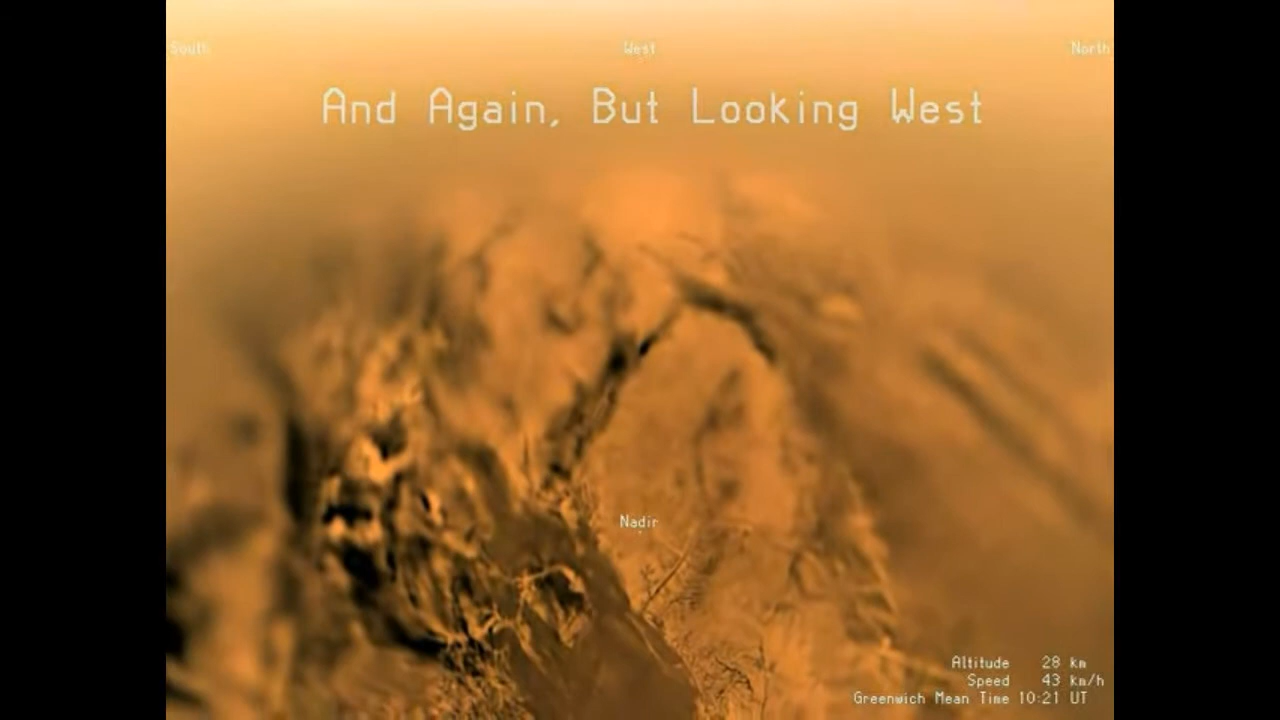 South West North
And Again, But Looking West
Nadir
Altitude 28 km
Speed 43 km/h
Greenwich Mean Time 10:21 UT